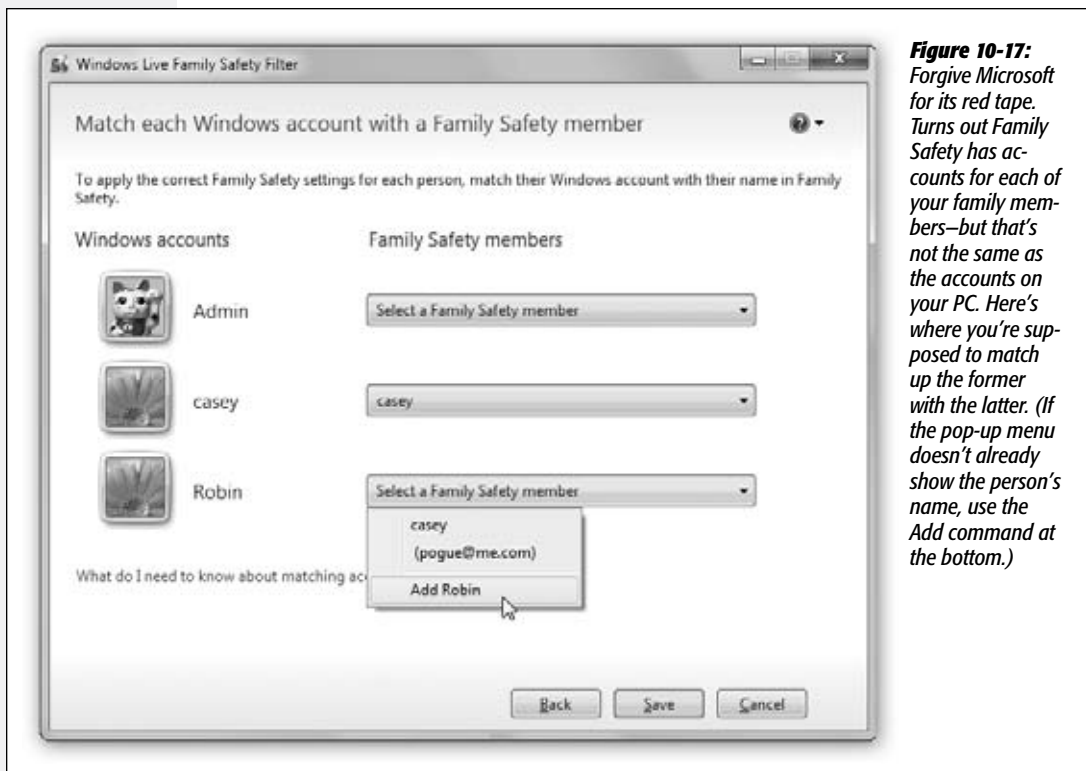 Windows Live Family Safety Filter
Match each Windows account with a Family Safety member
To apply the correct Family Safety settings for each person, match their Windows account with their name in Family
Safety.
Windows accounts Family Safety members
Admin Select a Family Safety member
casey casey
Robin Select a Family Safety member
casey
(pogue@me.com)
Add Robin
What do I need to know about matching acc
Back Save Cancel
Figure 10-17:
Forgive Microsoft
for its red tape.
Turns out Family
Safety has ac-
counts for each of
your family mem-
bers—but that's
not the same as
the accounts on
your PC. Here's
where you're sup-
posed to match
up the former
with the latter. (If
the pop-up menu
doesn't already
show the person's
name, use the
Add command at
the bottom.)